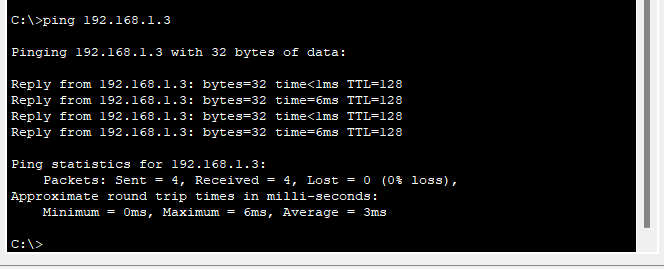 C:\>ping 192.168.1.3
Pinging 192.168.1.3 with 32 bytes of data:
Reply from 192.168.1.3: bytes=32 time<1ms TTL=128
Reply from 192.168.1.3: bytes=32 time=6ms TTL=128
Reply from 192.168.1.3: bytes=32 time<1ms TTL=128
Reply from 192.168.1.3: bytes=32 time=6ms TTL=128
Ping statistics for 192.168.1.3:
    Packets: Sent = 4, Received = 4, Lost = 0 (0% loss),
Approximate round trip times in milli-seconds:
    Minimum = 0ms, Maximum = 6ms, Average = 3ms
C:\>